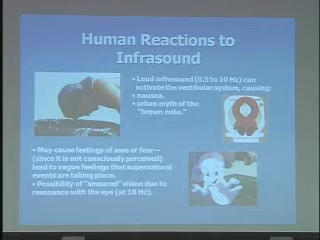 Human Reactions to
Infrasound
• Loud infrasound (0.5 to 10 Hz) can
activate the vestibular system, causing:
• nausea,
• urban myth of the
"brown note."
• May cause feelings of awe or fear –
(since it is not consciously perceived)
lead to vague feelings that supernatural
events are taking place.
• Possibility of "smeared" vision due to
resonance with the eye (at 18 Hz).